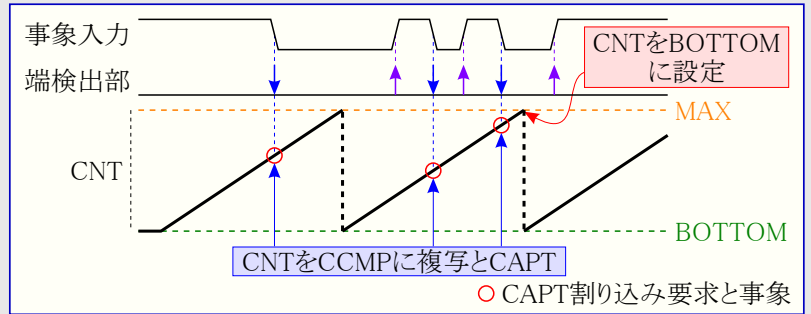 事象入力
CNTをBOTTOM
に設定
端検出部
MAX
CNT
BOTTOM
CNTをCCMPに複写とCAPT
CAPT割り込み要求と事象